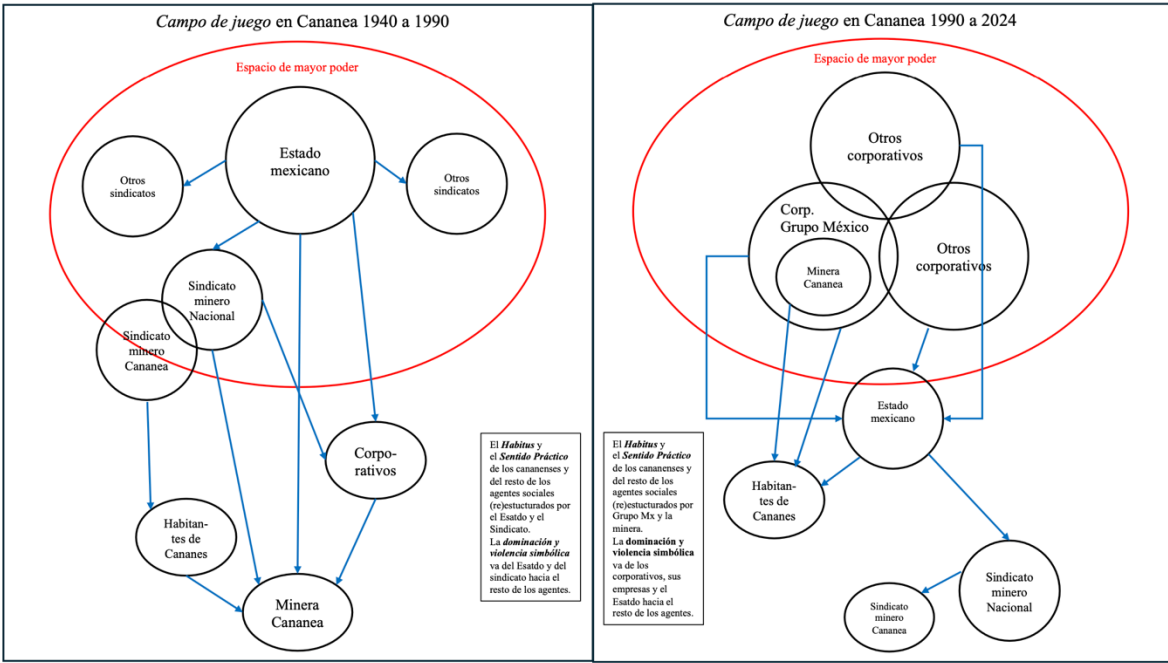 Campo de juego en Cananea 1940 a 1990
Espacio de mayor poder
Estado
mexicano
Otros
sindicatos
Otros
sindicatos
Sindicato
minero
Nacional
Sindicato
minero
Cananea
Corpo-
rativos
Habitan-
tes de
Cananes
Minera
Cananea
El Habitus y
el Sentido Práctico
de los cananenses y
del resto de los
agentes sociales
(re)estucturados por
el Esatdo y el
Sindicato.
La dominación y
violencia simbólica
va del Esatdo y del
sindicato hacia el
resto de los agentes.
Campo de juego en Cananea 1990 a 2024
Espacio de mayor poder
Otros
corporativos
Corp.
Grupo México
Minera
Cananea
Otros
corporativos
Estado
mexicano
Habitan-
tes de
Cananes
Sindicato
minero
Nacional
Sindicato
minero
Cananea
El Habitus y
el Sentido Práctico
de los cananenses y
del resto de los
agentes sociales
(re)estucturados por
Grupo Mx y la
minera.
La dominación y
violencia simbólica
va de los
corporativos, sus
empresas y el
Esatdo hacia el
resto de los agentes.